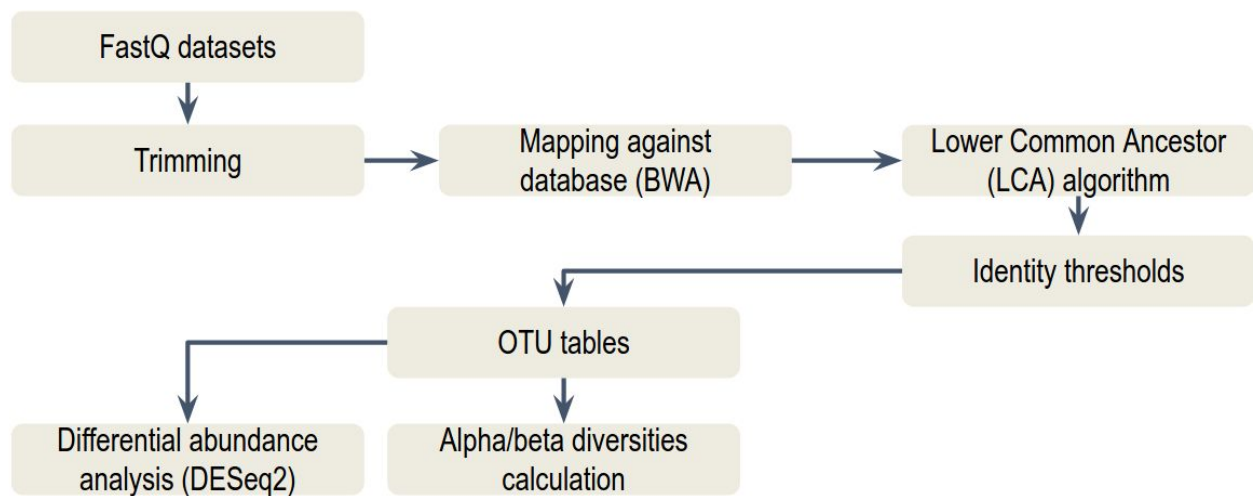 FastQ datasets
Trimming
Mapping against
database (BWA)
Lower Common Ancestor
(LCA) algorithm
Identity thresholds
OTU tables
Differential abundance
analysis (DESeq2)
Alpha/beta diversities
calculation